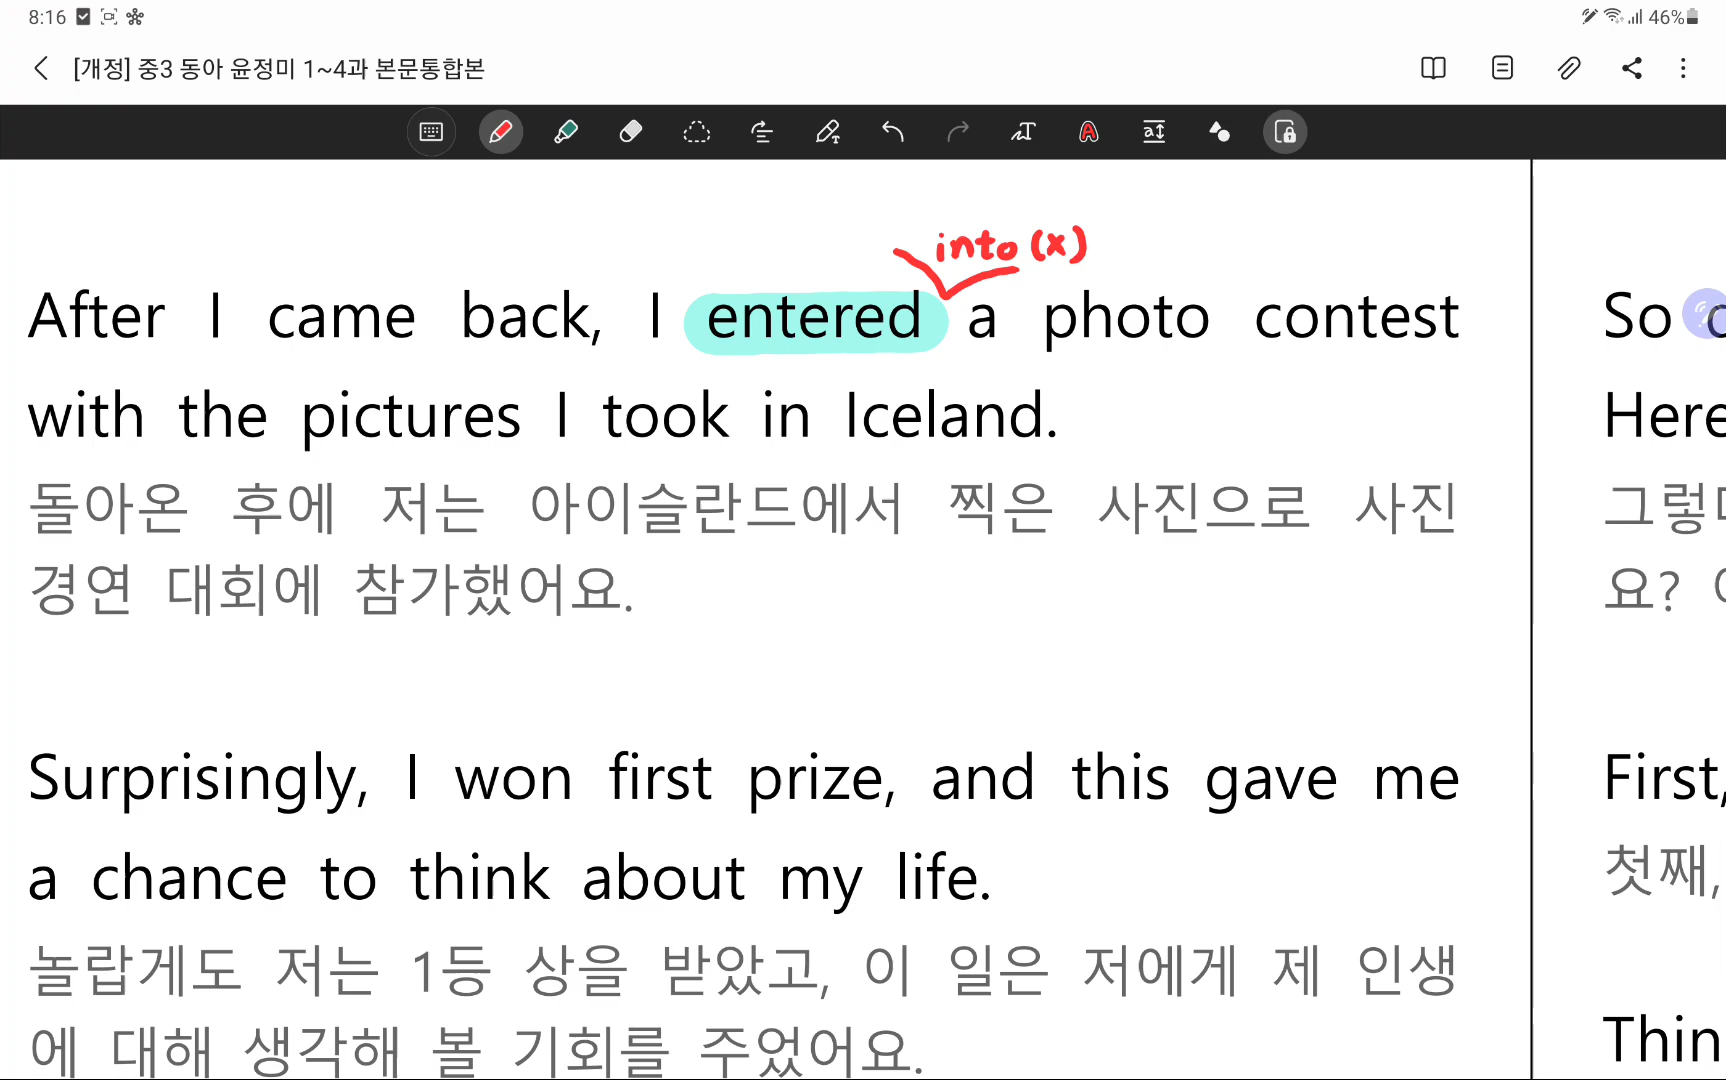 8:16
46%
[개정] 중3 동아 윤정미 1~4과 본문통합본
into (x)
After I came back, I entered a photo contest
with the pictures I took in Iceland.
돌아온 후에 저는 아이슬란드에서 찍은 사진으로 사진
경연 대회에 참가했어요.
Surprisingly, I won first prize, and this gave me
a chance to think about my life.
놀랍게도 저는 1등 상을 받았고, 이 일은 저에게 제 인생
에 대해 생각해 볼 기회를 주었어요.
So
Here
요?
First,
첫째,
Thin